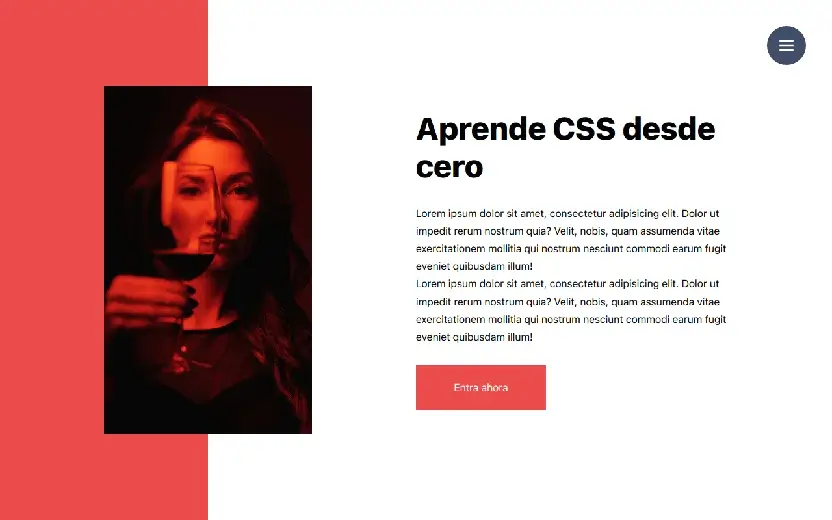 Aprende CSS desde
cero
Lorem ipsum dolor sit amet, consectetur adipisicing elit. Dolor ut
impedit rerum nostrum quia? Velit, nobis, quam assumenda vitae
exercitationem mollitia qui nostrum nesciunt commodi earum fugit
eveniet quibusdam illum!
Lorem ipsum dolor sit amet, consectetur adipisicing elit. Dolor ut
impedit rerum nostrum quia? Velit, nobis, quam assumenda vitae
exercitationem mollitia qui nostrum nesciunt commodi earum fugit
eveniet quibusdam illum!
Entra ahora